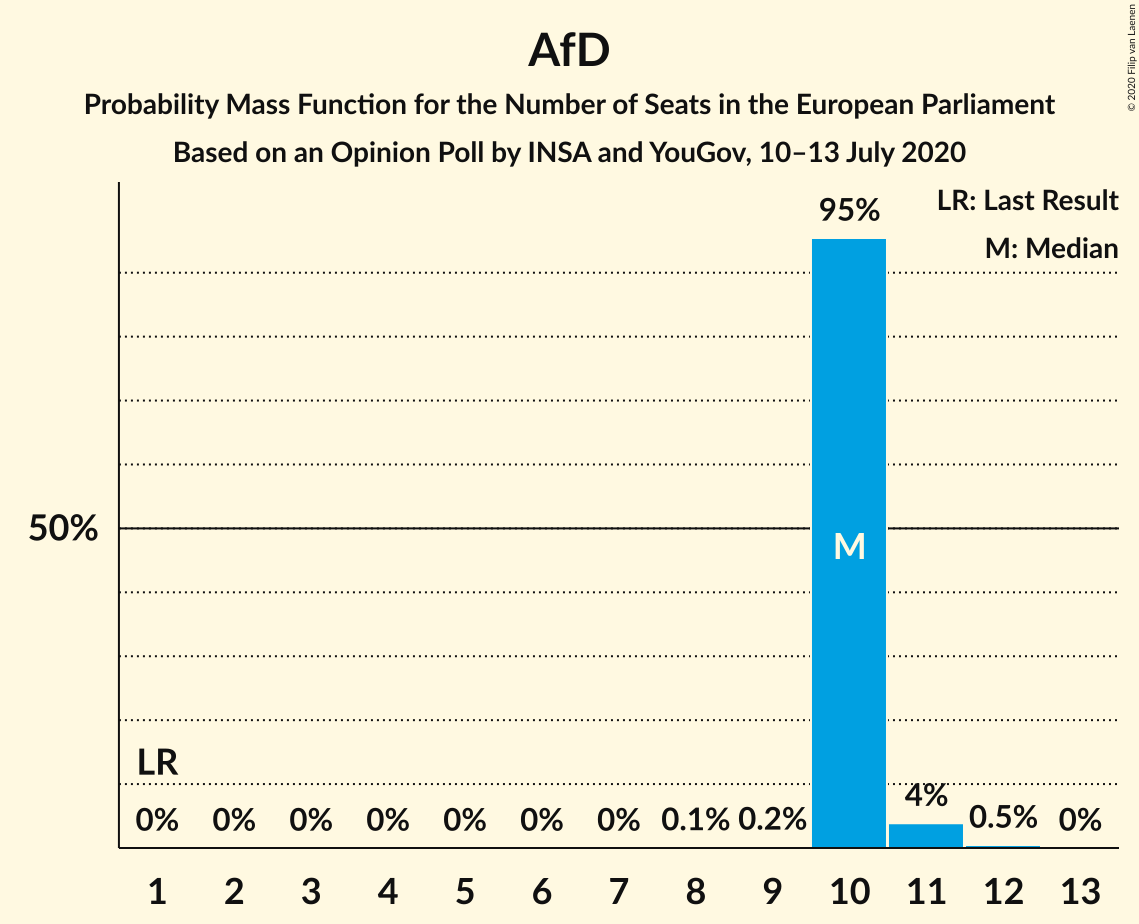 AfD
Probability Mass Function for the Number of Seats in the European Parliament
Based on an Opinion Poll by INSA and YouGov, 10–13 July 2020
© 2020 Filip van Laenen
LR: Last Result
M: Median
95%
50%
M
LR
0% 0% 0% 0% 0% 0% 0% 0.1% 0.2% 4% 0.5% 0%
1 2 3 4 5 6 7 8 9 10 11 12 13